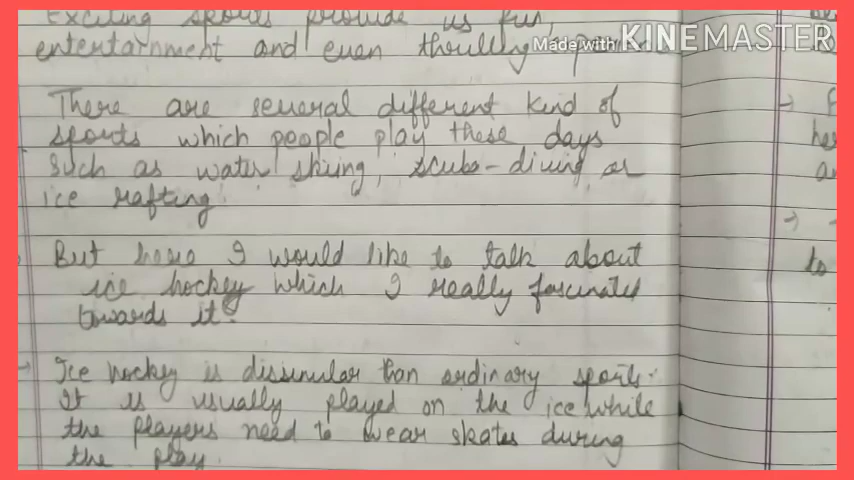 Exciting sports provide us fun,
entertainment and even thrilly
Made with KINEMASTER
There are several different kind of
sports which people play these days
such as water skiing, scuba-diving or
ice rafting.
But here I would like to talk about
ice hockey which I really fascinated
towards it.
→ Ice hockey is dissimular than ordinary sports.
It is usually played on the ice while
the players need to wear skates during
the play.
to